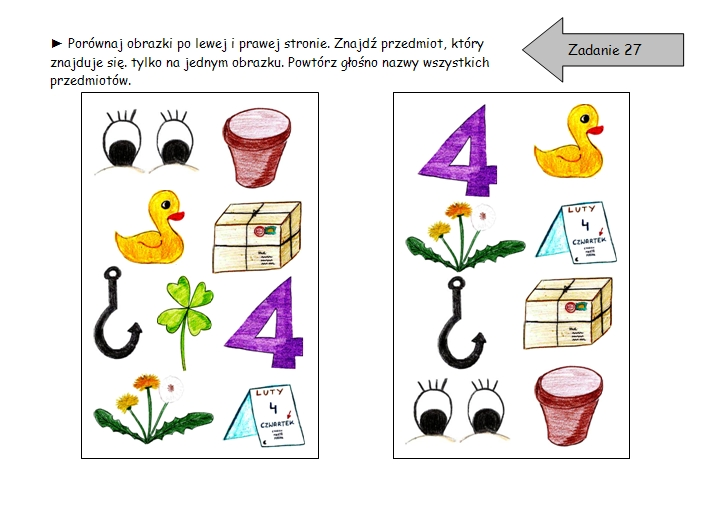 ► Porównaj obrazki po lewej i prawej stronie. Znajdź przedmiot, który
znajduje się. tylko na jednym obrazku. Powtórz głośno nazwy wszystkich
przedmiotów.
Zadanie 27
4
LUTY
4
CZWARTEK
4
LUTY
4
CZWARTEK